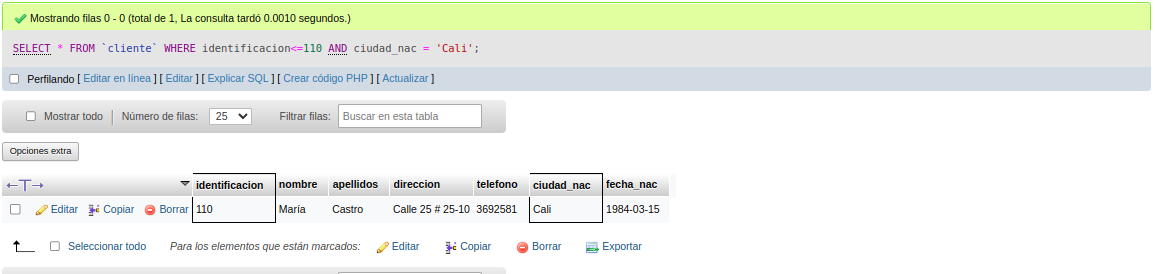 Mostrando filas 0 - 0 (total de 1, La consulta tardó 0.0010 segundos.)
SELECT * FROM `cliente` WHERE identificacion<=110 AND ciudad_nac = 'Cali';
Perfilando [ Editar en línea ] [ Editar ] [ Explicar SQL ] [ Crear código PHP ] [ Actualizar ]
Mostrar todo Número de filas: 25 Filtrar filas: Buscar en esta tabla
Opciones extra
identificacion nombre apellidos direccion telefono ciudad_nac fecha_nac
Editar Copiar Borrar 110 María Castro Calle 25 # 25-10 3692581 Cali 1984-03-15
Seleccionar todo Para los elementos que están marcados: Editar Copiar Borrar Exportar